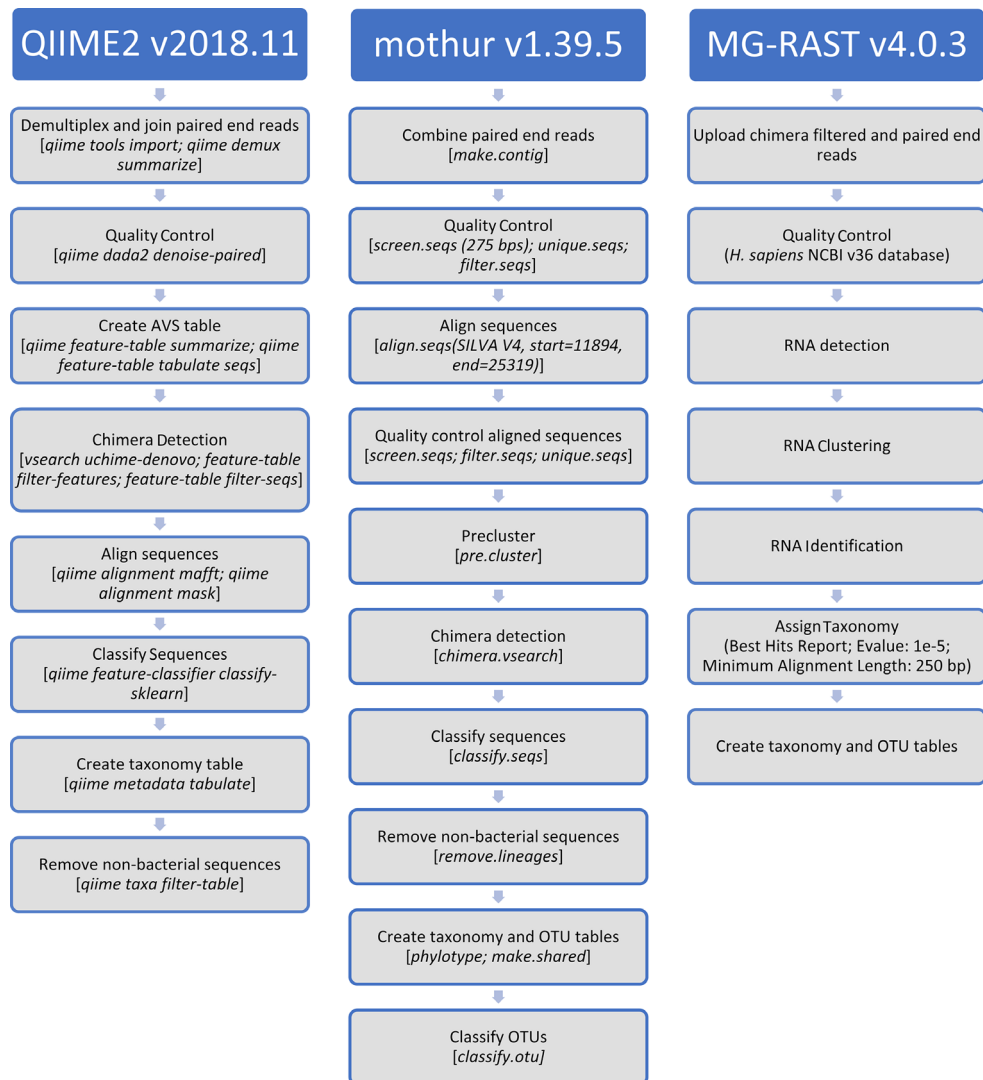 QIIME2 v2018.11
Demultiplex and join paired end reads
[qiime tools import; qiime demux
summarize]
Quality Control
[qiime dada2 denoise-paired]
Create AVS table
[qiime feature-table summarize; qiime
feature-table tabulate seqs]
Chimera Detection
[vsearch uchime-denovo; feature-table
filter-features; feature-table filter-seqs]
Align sequences
[qiime alignment mafft; qiime
alignment mask]
Classify Sequences
[qiime feature-classifier classify-
sklearn]
Create taxonomy table
[qiime metadata tabulate]
Remove non-bacterial sequences
[qiime taxa filter-table]
mothur v1.39.5
Combine paired end reads
[make.contig]
Quality Control
[screen.seqs (275 bps); unique.seqs;
filter.seqs]
Align sequences
[align.seqs(SILVA V4, start=11894,
end=25319)]
Quality control aligned sequences
[screen.seqs; filter.seqs; unique.seqs]
Precluster
[pre.cluster]
Chimera detection
[chimera.vsearch]
Classify sequences
[classify.seqs]
Remove non-bacterial sequences
[remove.lineages]
Create taxonomy and OTU tables
[phylotype; make.shared]
Classify OTUs
[classify.otu]
MG-RAST v4.0.3
Upload chimera filtered and paired end
reads
Quality Control
(H. sapiens NCBI v36 database)
RNA detection
RNA Clustering
RNA Identification
Assign Taxonomy
(Best Hits Report; Evalue: 1e-5;
Minimum Alignment Length: 250 bp)
Create taxonomy and OTU tables